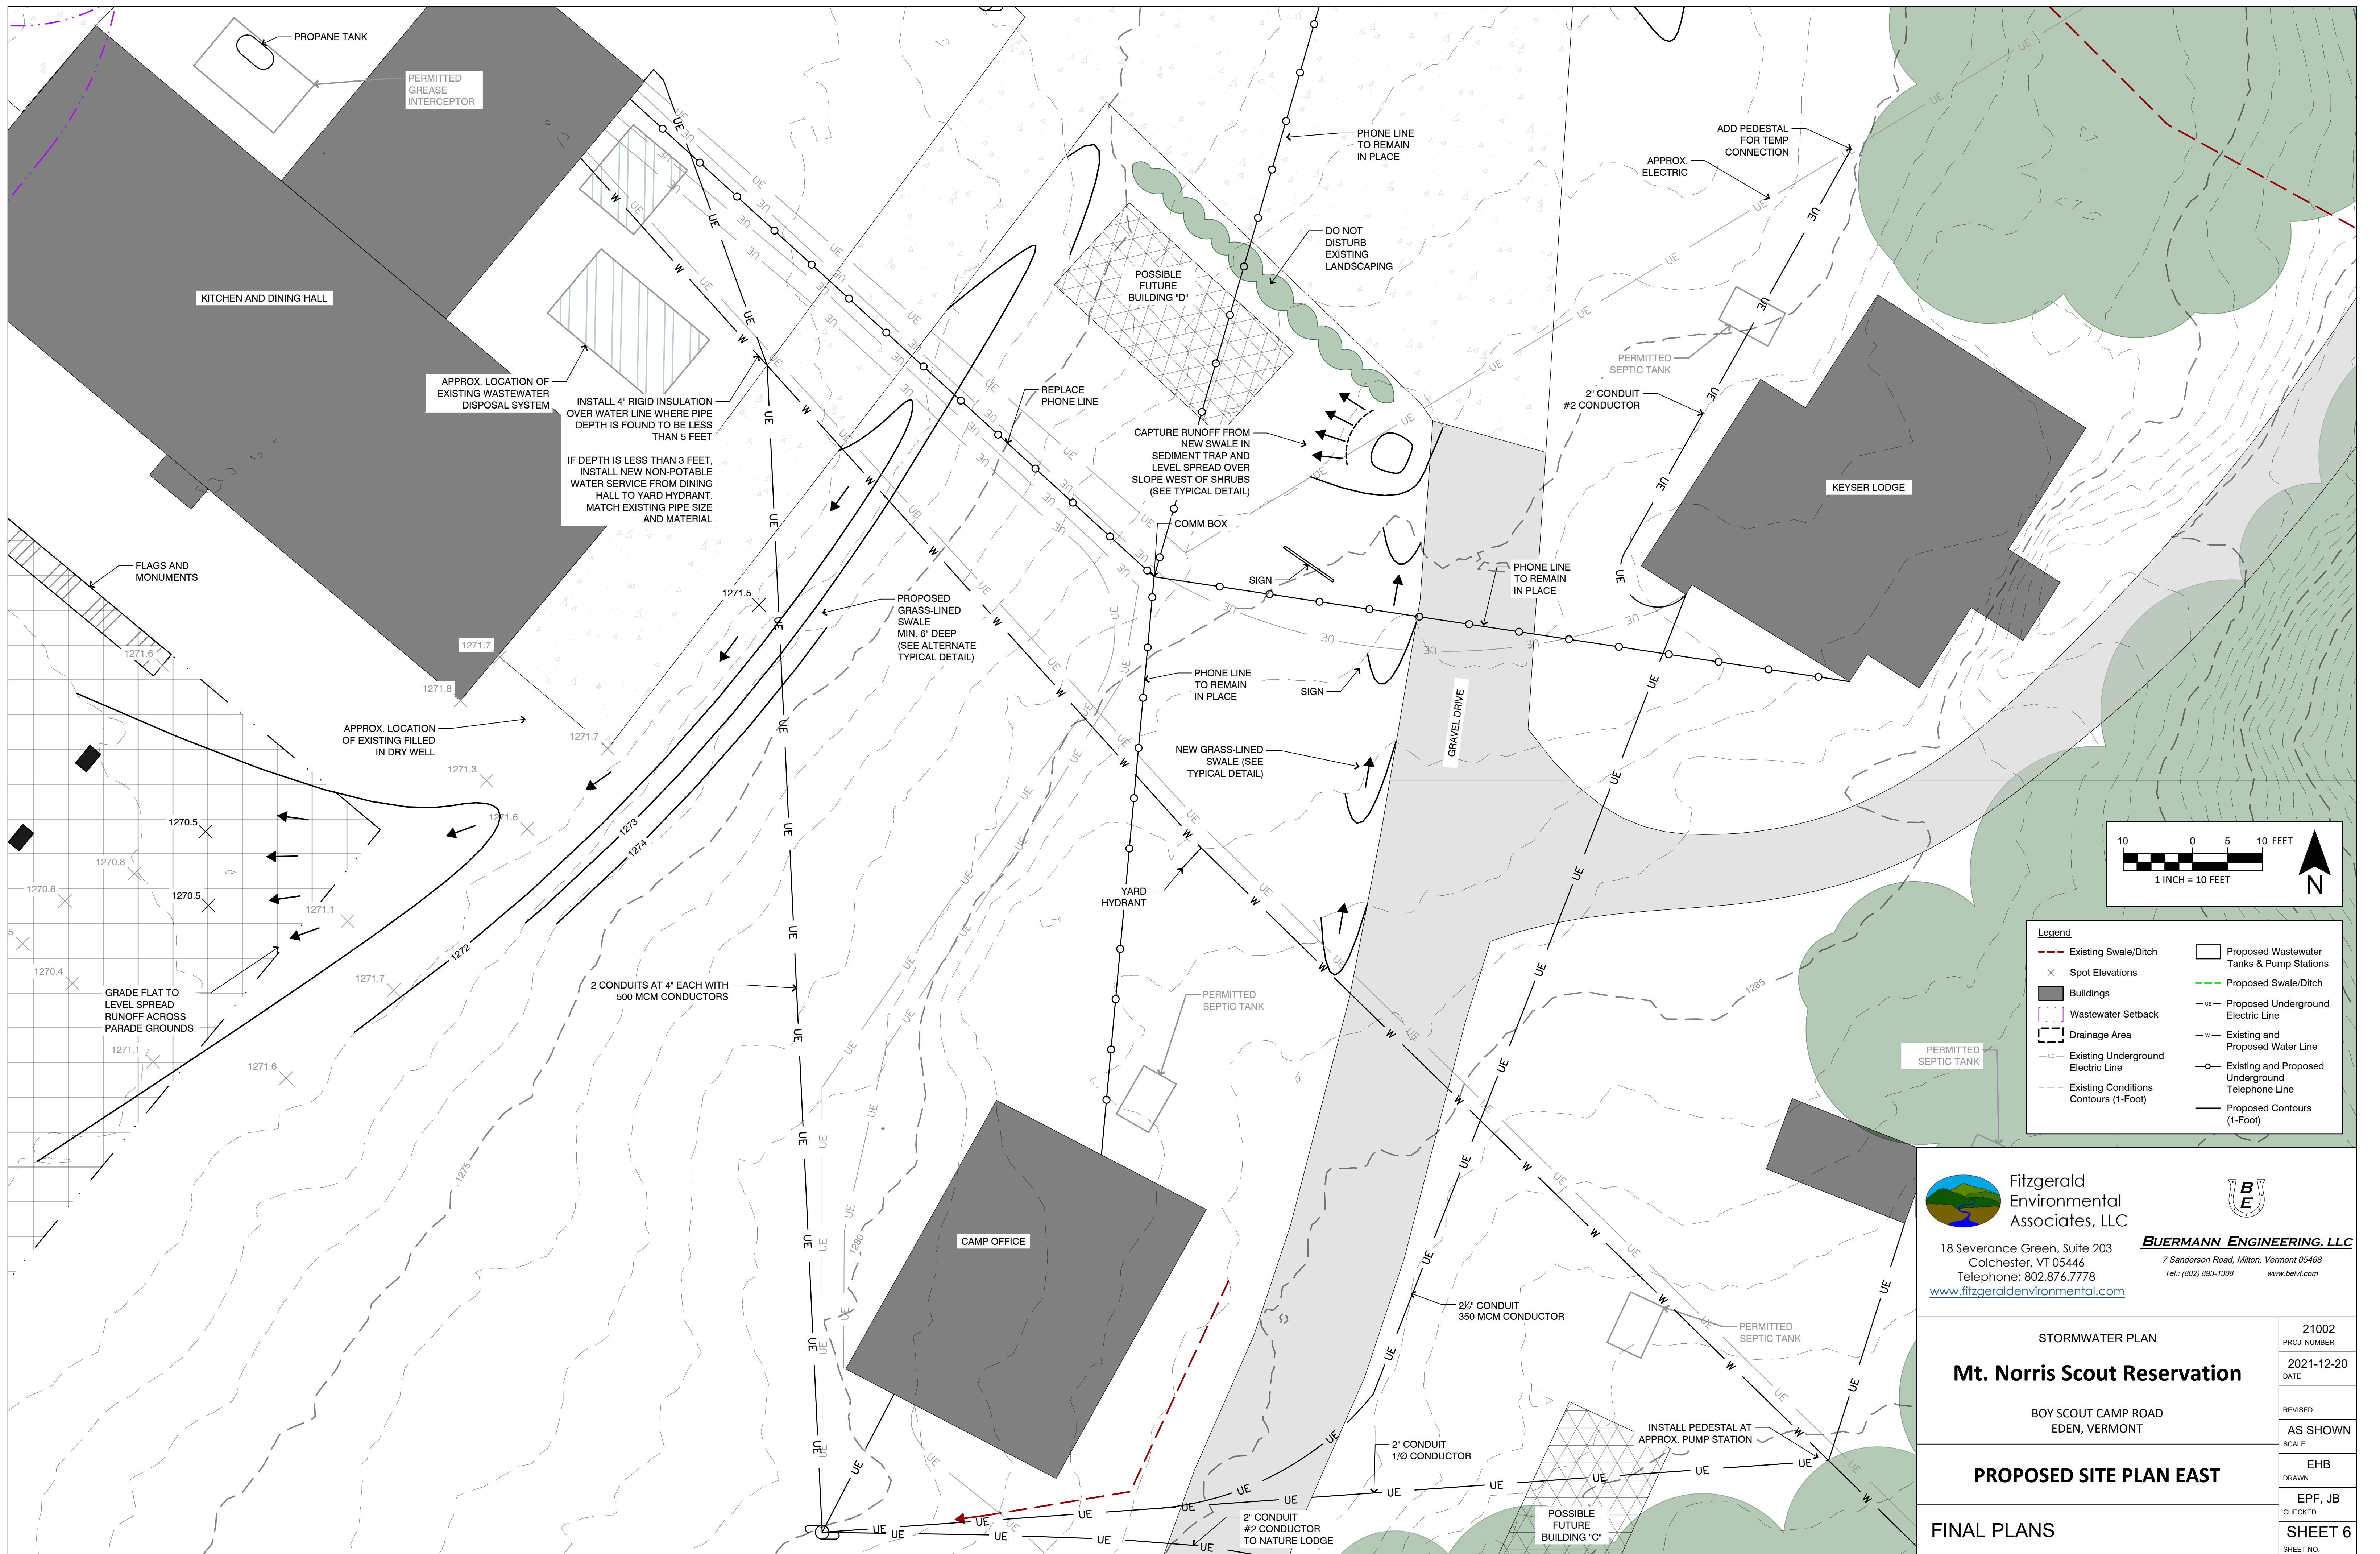 PROPANE TANK
PERMITTED
GREASE
INTERCEPTOR
KITCHEN AND DINING HALL
APPROX. LOCATION OF
EXISTING WASTEWATER
DISPOSAL SYSTEM
INSTALL 4" RIGID INSULATION
OVER WATER LINE WHERE PIPE
DEPTH IS FOUND TO BE LESS
THAN 5 FEET
IF DEPTH IS LESS THAN 3 FEET,
INSTALL NEW NON-POTABLE
WATER SERVICE FROM DINING
HALL TO YARD HYDRANT.
MATCH EXISTING PIPE SIZE
AND MATERIAL
PHONE LINE
TO REMAIN
IN PLACE
DO NOT
DISTURB
EXISTING
LANDSCAPING
POSSIBLE
FUTURE
BUILDING "D"
REPLACE
PHONE LINE
CAPTURE RUNOFF FROM
NEW SWALE IN
SEDIMENT TRAP AND
LEVEL SPREAD OVER
SLOPE WEST OF SHRUBS
(SEE TYPICAL DETAIL)
COMM BOX
ADD PEDESTAL
FOR TEMP
CONNECTION
APPROX.
ELECTRIC
PERMITTED
SEPTIC TANK
2" CONDUIT
#2 CONDUCTOR
KEYSER LODGE
SIGN
PHONE LINE
TO REMAIN
IN PLACE
FLAGS AND
MONUMENTS
1271.5
PROPOSED
GRASS-LINED
SWALE
MIN. 6" DEEP
(SEE ALTERNATE
TYPICAL DETAIL)
1271.6
1271.7
1271.8
APPROX. LOCATION
OF EXISTING FILLED
IN DRY WELL
1271.7
1271.3
1271.6
PHONE LINE
TO REMAIN
IN PLACE
SIGN
GRAVEL DRIVE
NEW GRASS-LINED
SWALE (SEE
TYPICAL DETAIL)
1270.5
1270.8
1270.6
1270.5
1271.1
1270.4
1271.7
1273
1274
1272
YARD
HYDRANT
GRADE FLAT TO
LEVEL SPREAD
RUNOFF ACROSS
PARADE GROUNDS
1271.1
1271.6
2 CONDUITS AT 4" EACH WITH
500 MCM CONDUCTORS
PERMITTED
SEPTIC TANK
1285
PERMITTED
SEPTIC TANK
1275
1280
CAMP OFFICE
2½" CONDUIT
350 MCM CONDUCTOR
PERMITTED
SEPTIC TANK
INSTALL PEDESTAL AT
APPROX. PUMP STATION
2" CONDUIT
1/Ø CONDUCTOR
2" CONDUIT
#2 CONDUCTOR
TO NATURE LODGE
POSSIBLE
FUTURE
BUILDING "C"
UE
W
10 0 5 10 FEET
1 INCH = 10 FEET
N
Legend
Existing Swale/Ditch
Spot Elevations
Buildings
Wastewater Setback
Drainage Area
Existing Underground
Electric Line
Existing Conditions
Contours (1-Foot)
Proposed Wastewater
Tanks & Pump Stations
Proposed Swale/Ditch
Proposed Underground
Electric Line
Existing and
Proposed Water Line
Existing and Proposed
Underground
Telephone Line
Proposed Contours
(1-Foot)
Fitzgerald
Environmental
Associates, LLC
18 Severance Green, Suite 203
Colchester, VT 05446
Telephone: 802.876.7778
www.fitzgeraldenvironmental.com
B
E
BUERMANN ENGINEERING, LLC
7 Sanderson Road, Milton, Vermont 05468
Tel.: (802) 893-1308 www.belvt.com
STORMWATER PLAN
Mt. Norris Scout Reservation
BOY SCOUT CAMP ROAD
EDEN, VERMONT
PROPOSED SITE PLAN EAST
FINAL PLANS
21002
PROJ. NUMBER
2021-12-20
DATE
REVISED
AS SHOWN
SCALE
EHB
DRAWN
EPF, JB
CHECKED
SHEET 6
SHEET NO.